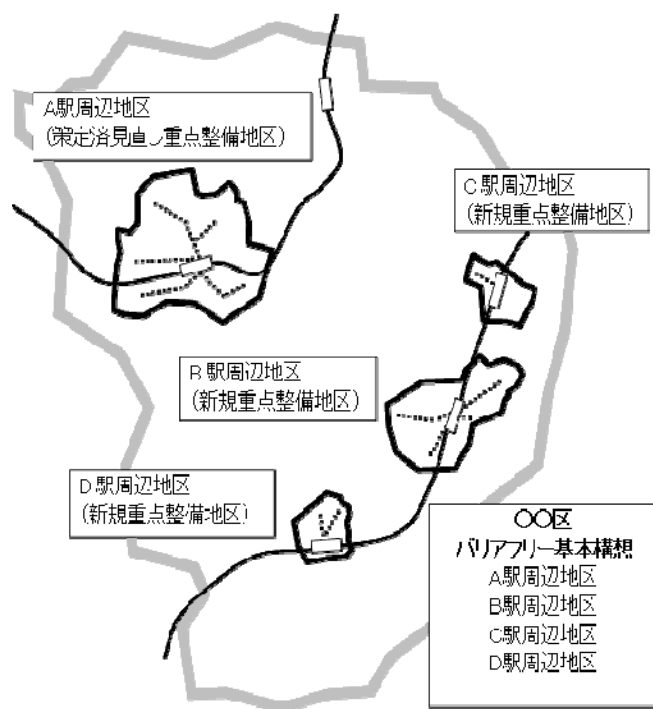 A駅周辺地区
(策定済見直し重点整備地区)
C駅周辺地区
(新規重点整備地区)
B駅周辺地区
(新規重点整備地区)
D駅周辺地区
(新規重点整備地区)
〇〇区
バリアフリー基本構想
A駅周辺地区
B駅周辺地区
C駅周辺地区
D駅周辺地区